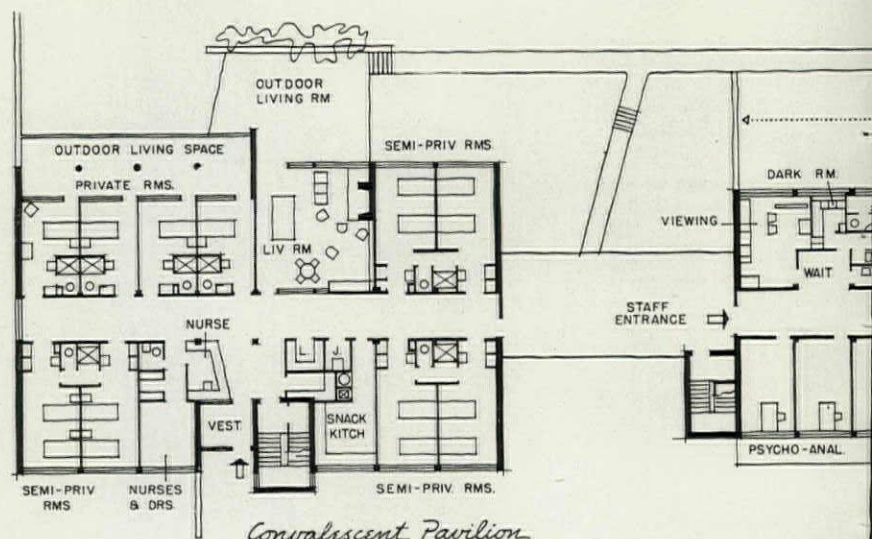 OUTDOOR
LIVING RM
OUTDOOR LIVING SPACE
SEMI-PRIV RMS.
PRIVATE RMS.
DARK RM.
VIEWING
LIV RM
WAIT
STAFF
ENTRANCE
NURSE
VEST.
SNACK
KITCH
PSYCHO-ANAL.
SEMI-PRIV
RMS
NURSES
& DRS.
SEMI-PRIV. RMS.
Convalescent Pavilion